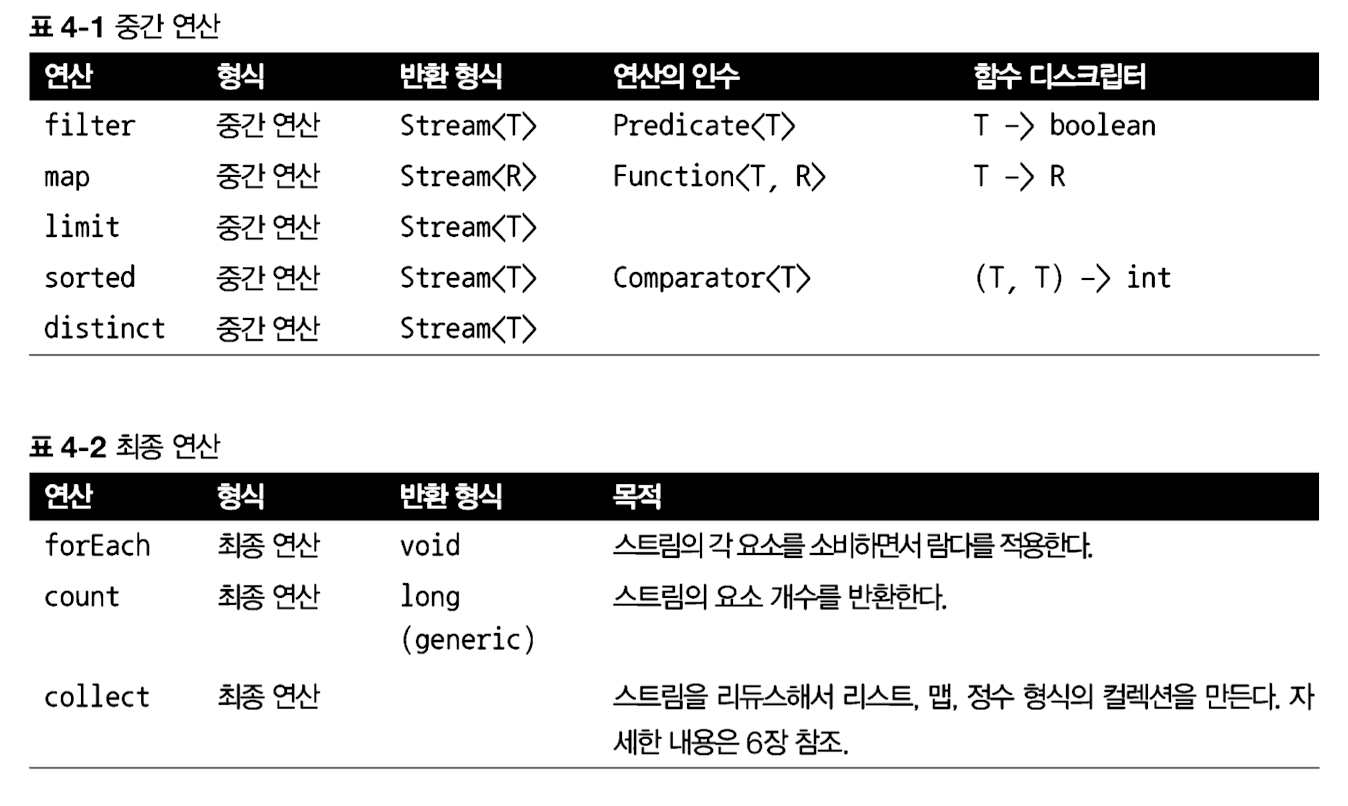 표 4-1 중간 연산
연산 형식 반환 형식 연산의 인수 함수 디스크립터
filter 중간 연산 Stream<T> Predicate<T> T -> boolean
map 중간 연산 Stream<R> Function<T, R> T -> R
limit 중간 연산 Stream<T>
sorted 중간 연산 Stream<T> Comparator<T> (T, T) -> int
distinct 중간 연산 Stream<T>
표 4-2 최종 연산
연산 형식 반환 형식 목적
forEach 최종 연산 void 스트림의 각 요소를 소비하면서 람다를 적용한다.
count 최종 연산 long 스트림의 요소 개수를 반환한다.
(generic)
collect 최종 연산 스트림을 리듀스해서 리스트, 맵, 정수 형식의 컬렉션을 만든다. 자
세한 내용은 6장 참조.